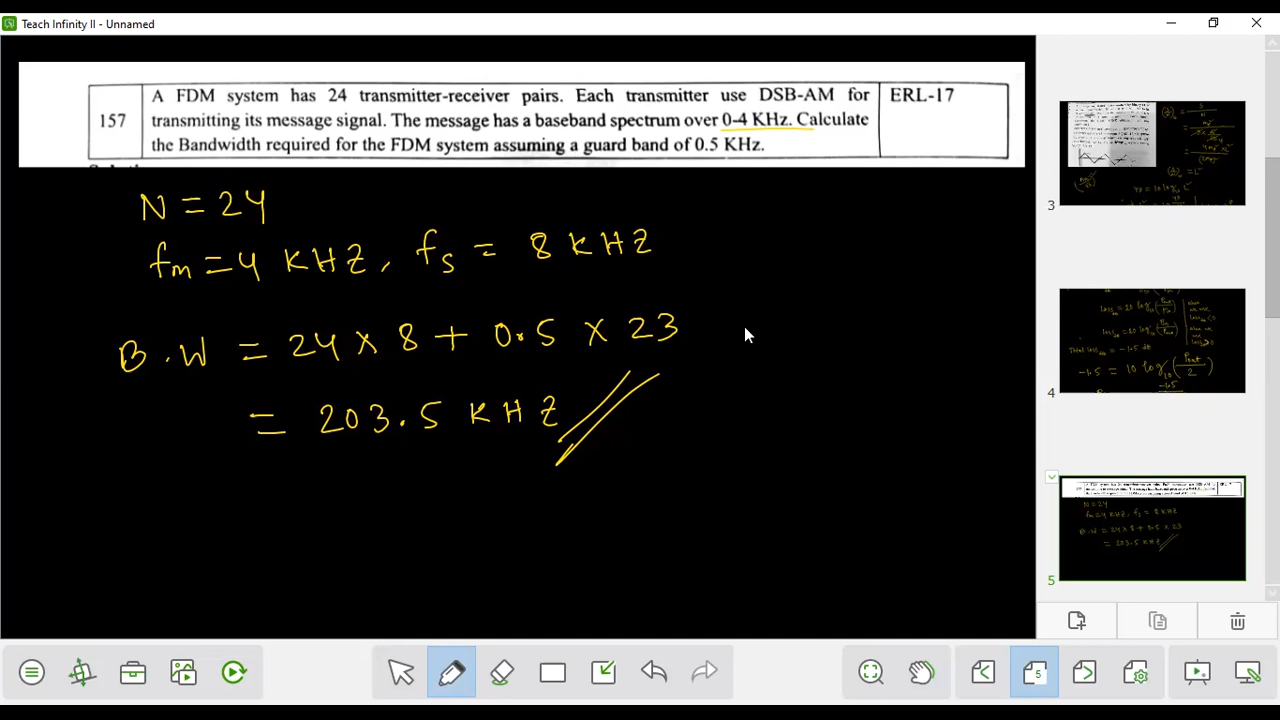 Teach Infinity II - Unnamed
157
A FDM system has 24 transmitter-receiver pairs. Each transmitter use DSB-AM for
transmitting its message signal. The message has a baseband spectrum over 0-4 KHz. Calculate
the Bandwidth required for the FDM system assuming a guard band of 0.5 KHz.
ERL-17
N = 24
fm = 4 KHZ, fs = 8 KHZ
B.W = 24 × 8 + 0.5 × 23
= 203.5 KHZ
3
4
5
5